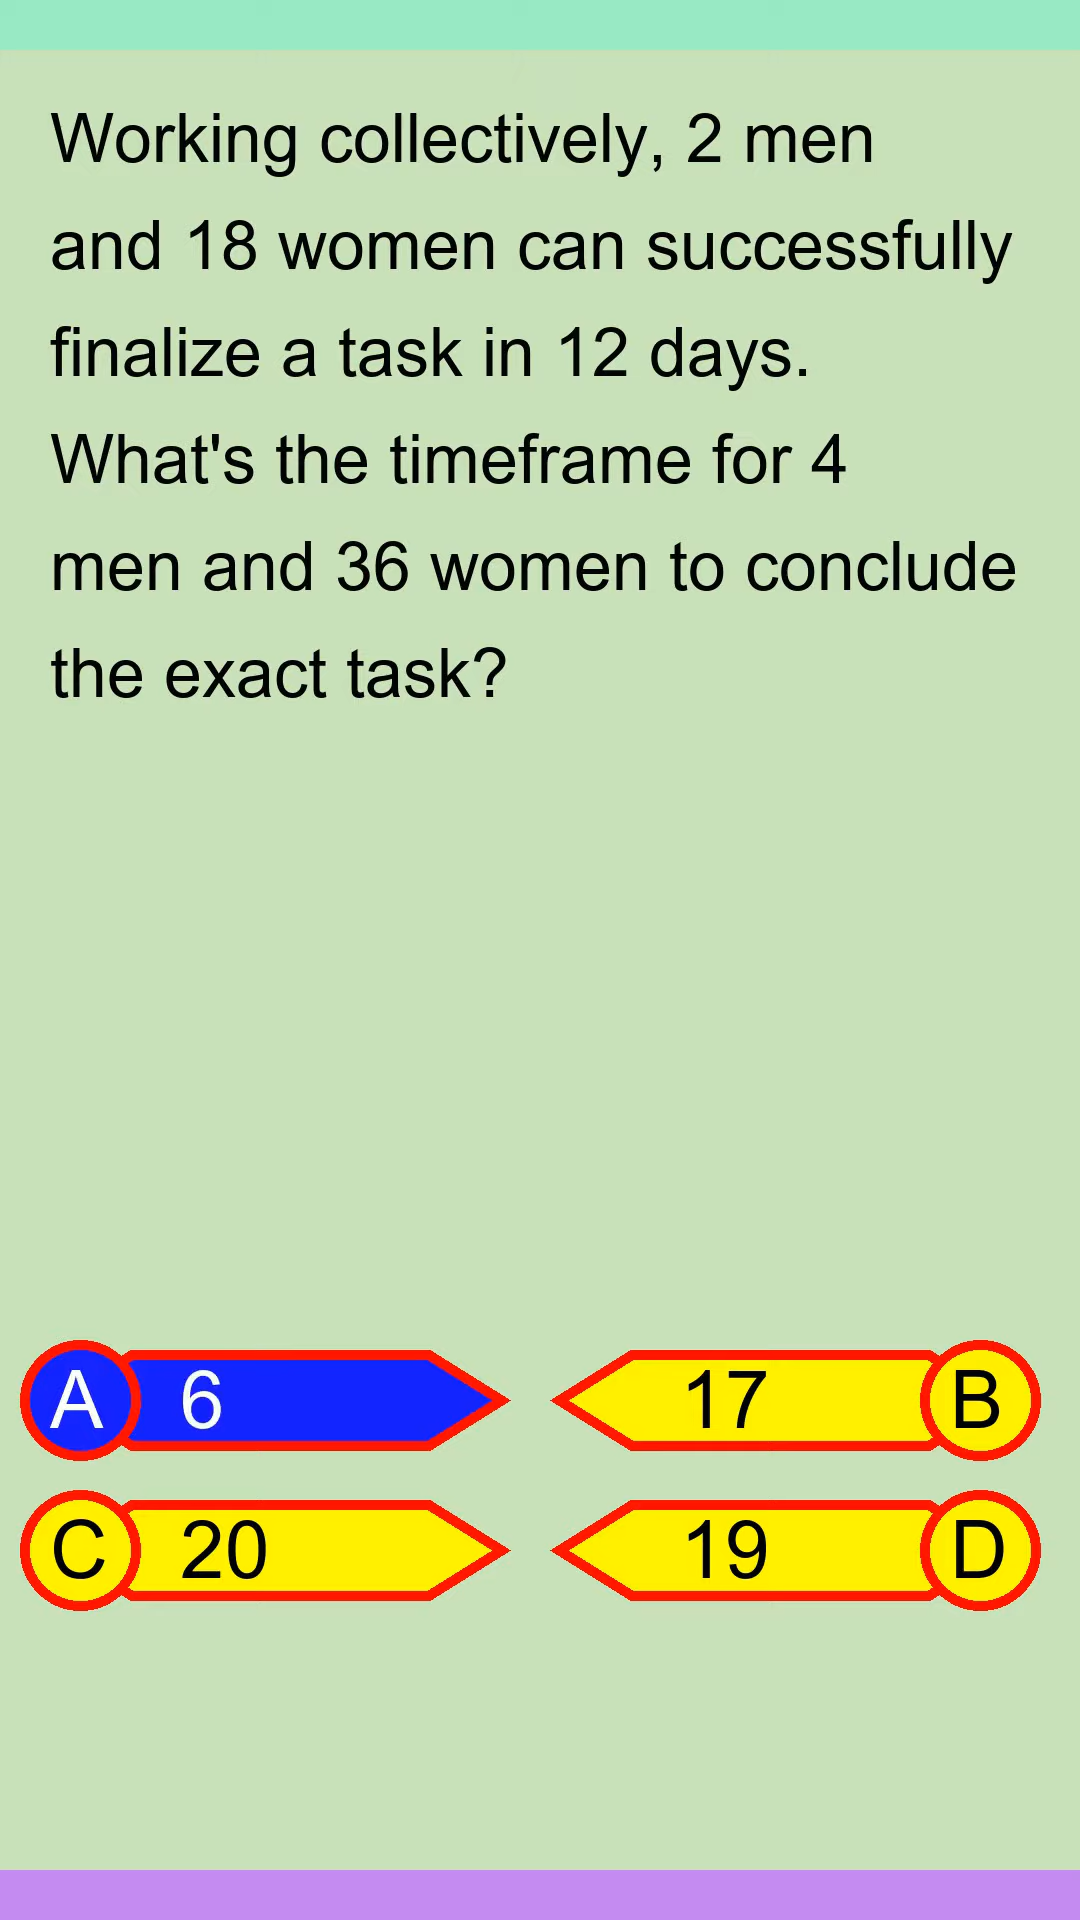 Working collectively, 2 men
and 18 women can successfully
finalize a task in 12 days.
What's the timeframe for 4
men and 36 women to conclude
the exact task?
A 6
17 B
C 20
19 D